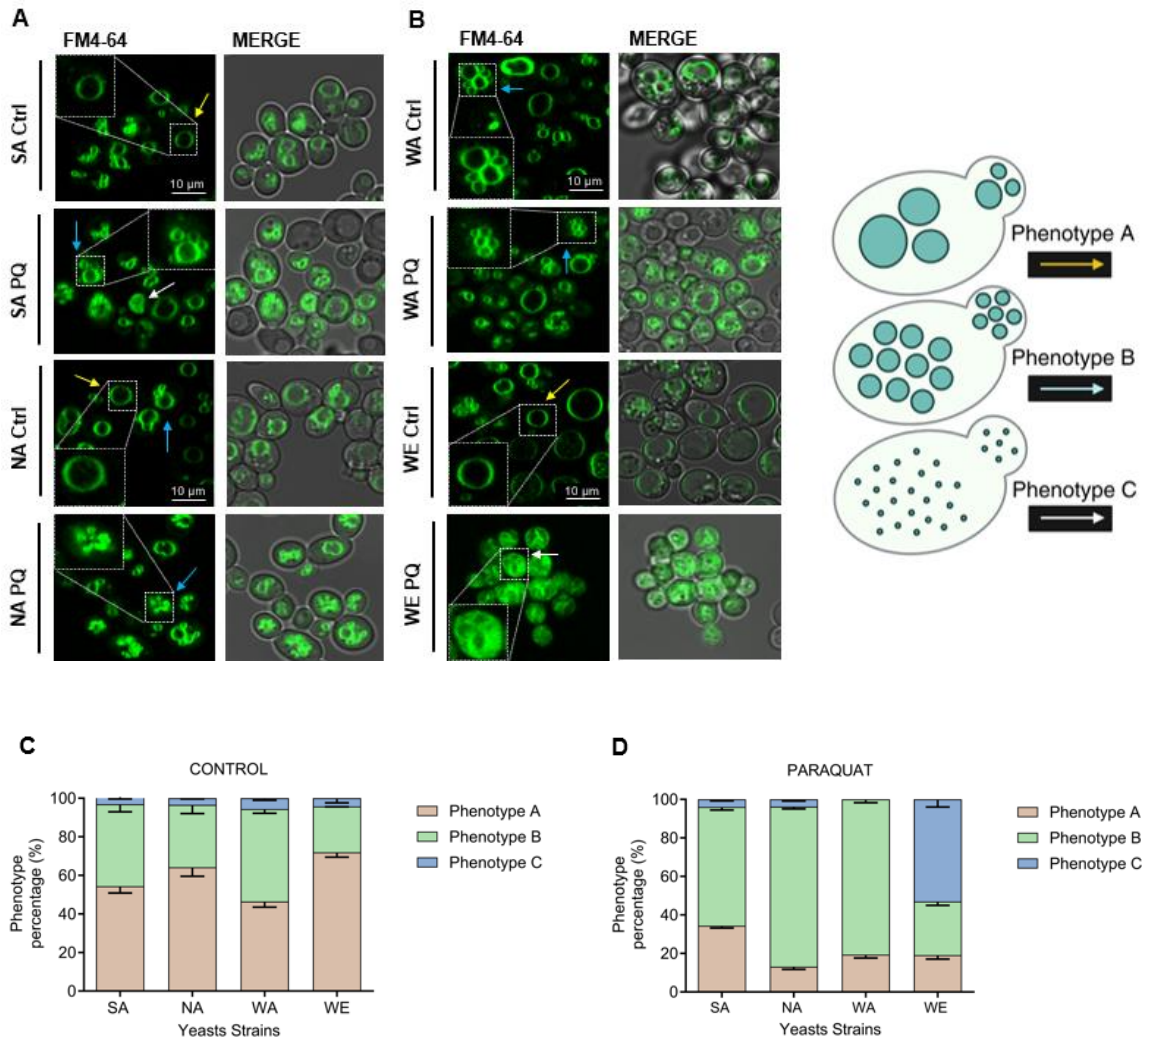 A
FM4-64 MERGE
SA Ctrl
10 µm
SA PQ
NA Ctrl
10 µm
NA PQ
B
FM4-64 MERGE
WA Ctrl
10 µm
WA PQ
WE Ctrl
10 µm
WE PQ
Phenotype A
Phenotype B
Phenotype C
C
CONTROL
Phenotype
percentage (%)
100
80
60
40
20
0
SA NA WA WE
Yeasts Strains
Phenotype A
Phenotype B
Phenotype C
D
PARAQUAT
Phenotype
percentage (%)
100
80
60
40
20
0
SA NA WA WE
Yeasts Strains
Phenotype A
Phenotype B
Phenotype C